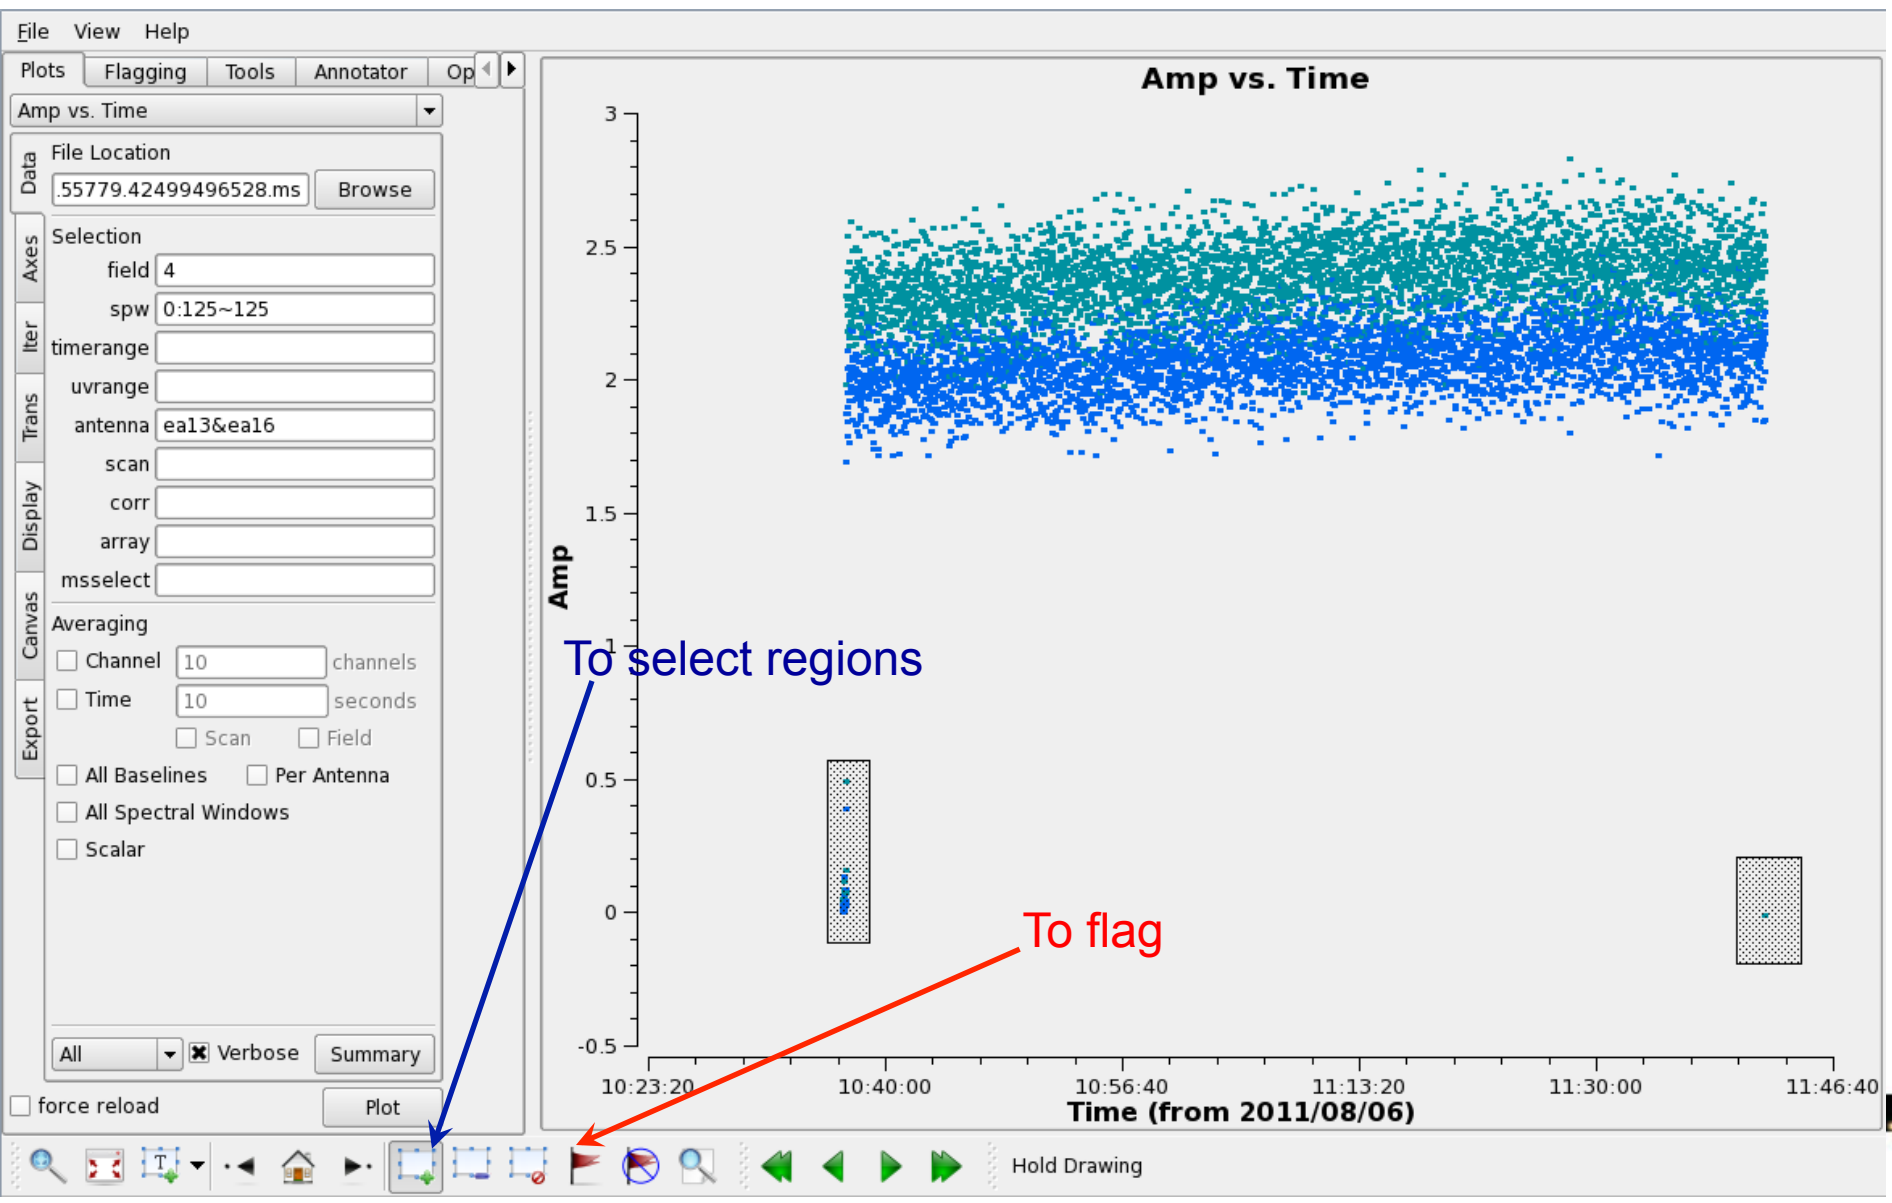 File View Help
Plots Flagging Tools Annotator Op
Amp vs. Time
Data
Axes
Iter
Trans
Display
Canvas
Export
File Location
.55779.42499496528.ms Browse
Selection
field 4
spw 0:125~125
timerange
uvrange
antenna ea13&ea16
scan
corr
array
msselect
Averaging
Channel 10 channels
Time 10 seconds
Scan Field
All Baselines Per Antenna
All Spectral Windows
Scalar
All Verbose Summary
force reload Plot
Amp vs. Time
3
2.5
2
1.5
1
0.5
0
-0.5
Amp
To select regions
To flag
10:23:20 10:40:00 10:56:40 11:13:20 11:30:00 11:46:40
Time (from 2011/08/06)
T
Hold Drawing